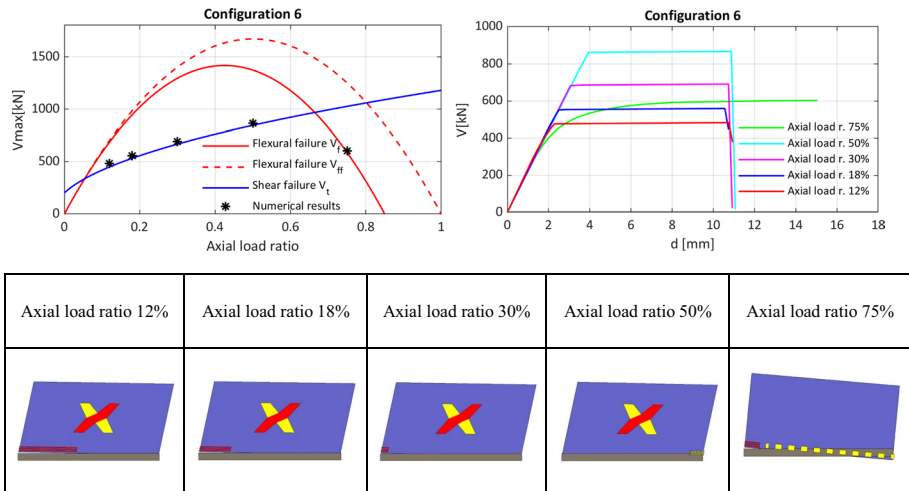 Configuration 6
Vmax[kN]
1500
1000
500
0
0
0.2
0.4
0.6
0.8
1
Axial load ratio
Flexural failure V_f
Flexural failure V_ff
Shear failure V_t
Numerical results
Configuration 6
V[kN]
1000
800
600
400
200
0
0
2
4
6
8
10
12
14
16
18
d [mm]
Axial load r. 75%
Axial load r. 50%
Axial load r. 30%
Axial load r. 18%
Axial load r. 12%
Axial load ratio 12%
Axial load ratio 18%
Axial load ratio 30%
Axial load ratio 50%
Axial load ratio 75%